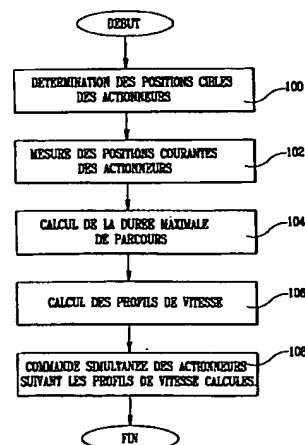 DEBUT
DETERMINATION DES POSITIONS CIBLES
DES ACTIONNEURS
100
MESURE DES POSITIONS COURANTES
DES ACTIONNEURS
102
CALCUL DE LA DURÉE MAXIMALE
DE PARCOURS
104
CALCUL DES PROFILS DE VITESSE
106
COMMANDE SIMULTANEE DES ACTIONNEURS
SUIVANT LES PROFILS DE VITESSE CALCULES
108
FIN